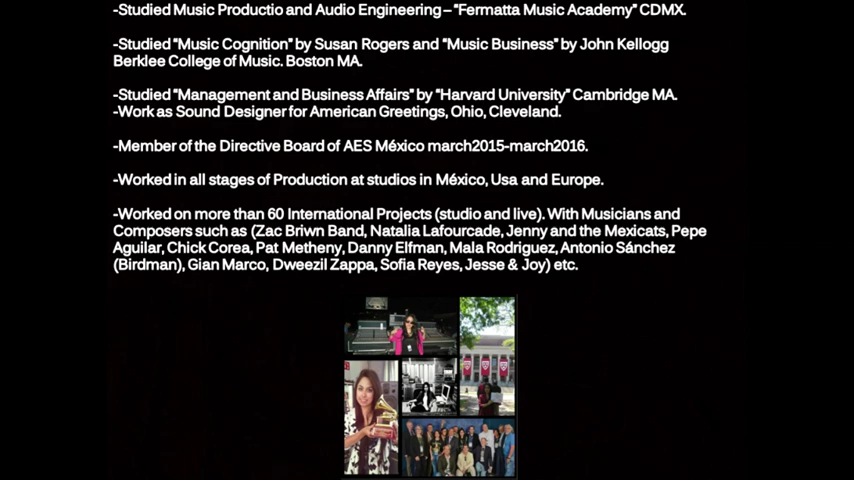 -Studied Music Productio and Audio Engineering – “Fermatta Music Academy” CDMX.
-Studied “Music Cognition” by Susan Rogers and “Music Business” by John Kellogg
Berklee College of Music. Boston MA.
-Studied “Management and Business Affairs” by “Harvard University” Cambridge MA.
-Work as Sound Designer for American Greetings, Ohio, Cleveland.
-Member of the Directive Board of AES México march2015-march2016.
-Worked in all stages of Production at studios in México, Usa and Europe.
-Worked on more than 60 International Projects (studio and live). With Musicians and
Composers such as (Zac Briwn Band, Natalia Lafourcade, Jenny and the Mexicats, Pepe
Aguilar, Chick Corea, Pat Metheny, Danny Elfman, Mala Rodriguez, Antonio Sánchez
(Birdman), Gian Marco, Dweezil Zappa, Sofia Reyes, Jesse & Joy) etc.